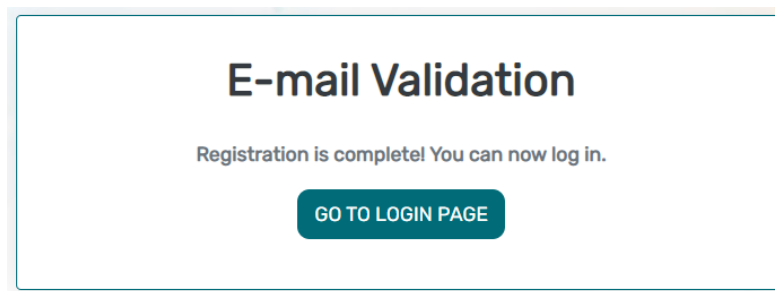 E-mail Validation
Registration is complete! You can now log in.
GO TO LOGIN PAGE